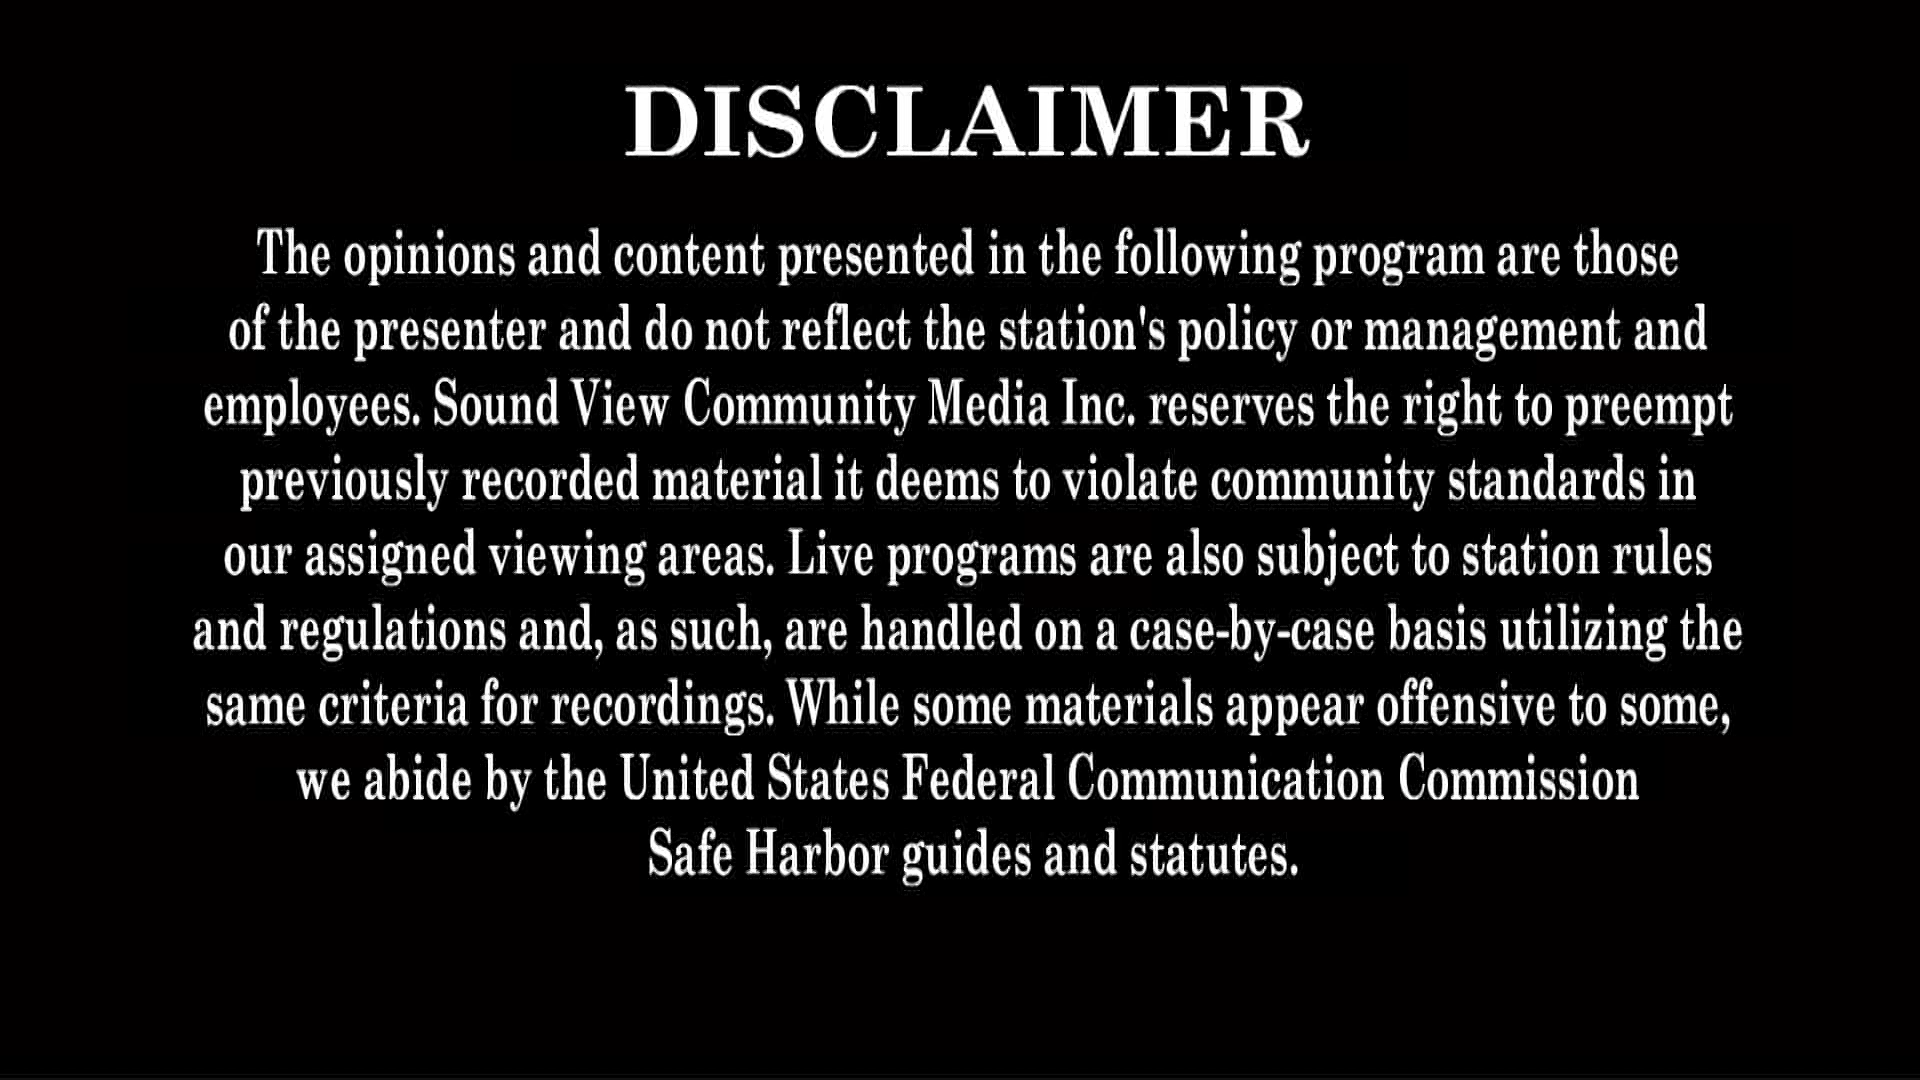 DISCLAIMER
The opinions and content presented in the following program are those
of the presenter and do not reflect the station's policy or management and
employees. Sound View Community Media Inc. reserves the right to preempt
previously recorded material it deems to violate community standards in
our assigned viewing areas. Live programs are also subject to station rules
and regulations and, as such, are handled on a case-by-case basis utilizing the
same criteria for recordings. While some materials appear offensive to some,
we abide by the United States Federal Communication Commission
Safe Harbor guides and statutes.